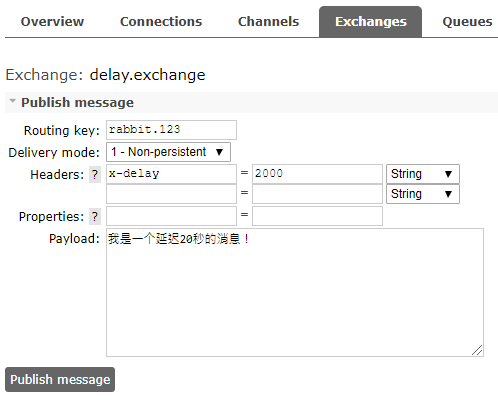 Overview Connections Channels Exchanges Queues
Exchange: delay.exchange
Publish message
Routing key: rabbit.123
Delivery mode: 1 - Non-persistent
Headers: ? x-delay = 2000 String
= String
Properties: ? =
Payload: 我是一个延迟20秒的消息！
Publish message